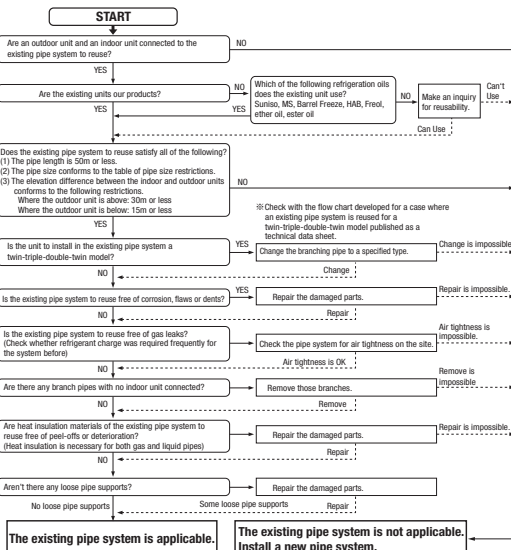 START
Are an outdoor unit and an indoor unit connected to the
existing pipe system to reuse?
NO
YES
Are the existing units our products?
NO
YES
Which of the following refrigeration oils
does the existing unit use?
Suniso, MS, Barrel Freeze, HAB, Freol,
ether oil, ester oil
YES
NO
Make an inquiry
for reusability.
Can't
Use
Can Use
Does the existing pipe system to reuse satisfy all of the following?
(1) The pipe length is 50m or less.
(2) The pipe size conforms to the table of pipe size restrictions.
(3) The elevation difference between the indoor and outdoor units
conforms to the following restrictions.
Where the outdoor unit is above: 30m or less
Where the outdoor unit is below: 15m or less
NO
YES
※Check with the flow chart developed for a case where
an existing pipe system is reused for a
twin-triple-double-twin model published as a
technical data sheet.
Is the unit to install in the existing pipe system a
twin-triple-double-twin model?
YES
Change the branching pipe to a specified type.
Change is impossible.
NO
Change
Is the existing pipe system to reuse free of corrosion, flaws or dents?
YES
Repair the damaged parts.
Repair is impossible.
NO
Repair
Is the existing pipe system to reuse free of gas leaks?
(Check whether refrigerant charge was required frequently for
the system before)
Check the pipe system for air tightness on the site.
Air tightness is
impossible.
NO
Air tightness is OK
Are there any branch pipes with no indoor unit connected?
Remove those branches.
Remove is
impossible
NO
Remove
Are heat insulation materials of the existing pipe system to
reuse free of peel-offs or deterioration?
(Heat insulation is necessary for both gas and liquid pipes)
Repair the damaged parts.
Repair is impossible.
NO
Repair
Aren't there any loose pipe supports?
Repair the damaged parts.
No loose pipe supports
Some loose pipe supports
Repair
The existing pipe system is applicable.
The existing pipe system is not applicable.
Install a new pipe system.